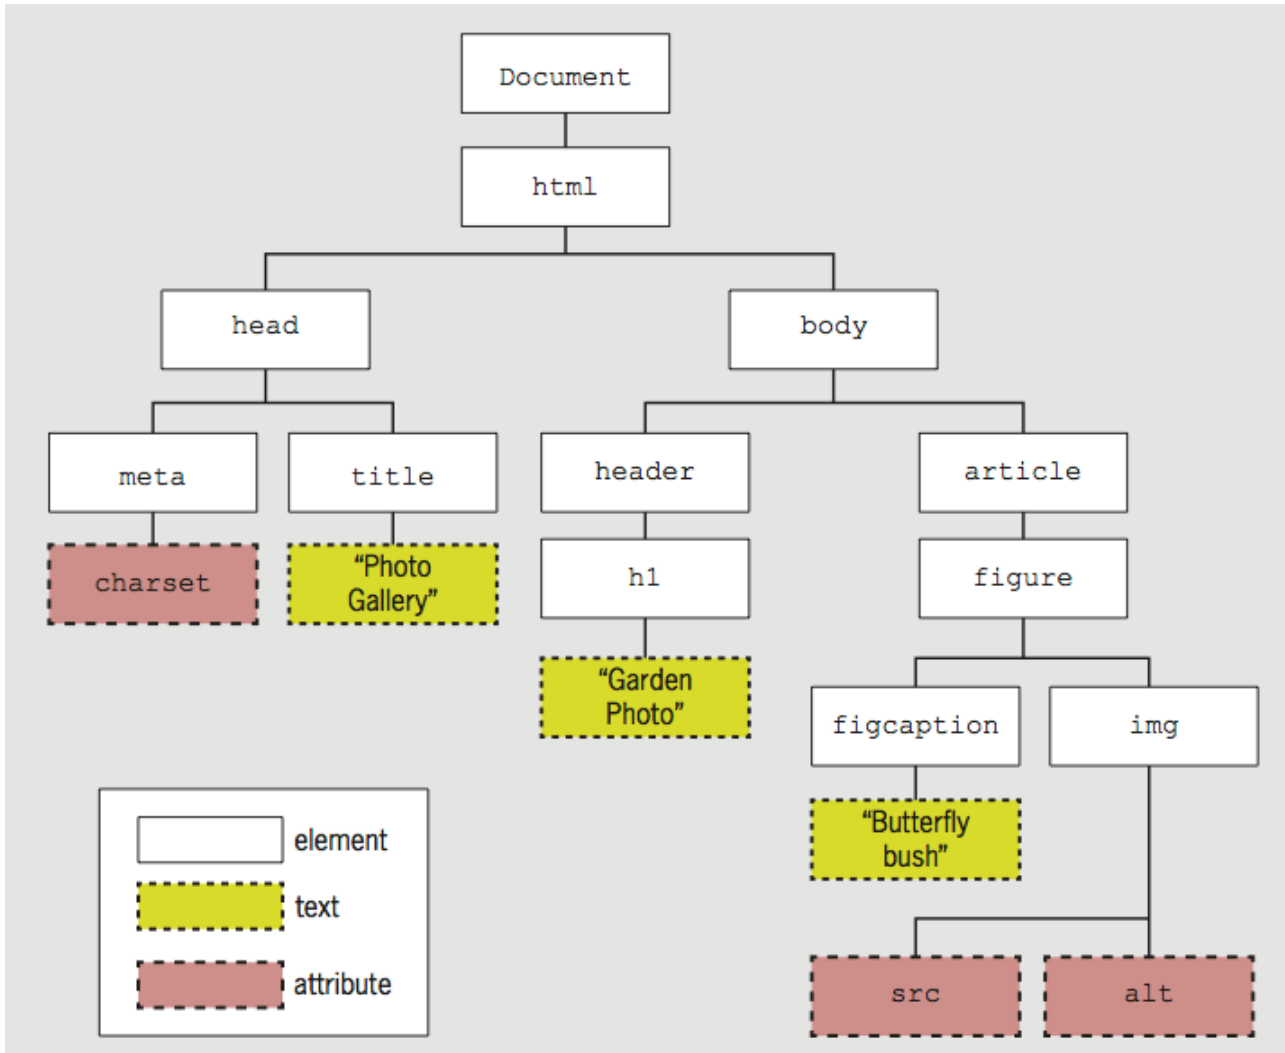 Document
html
head
body
meta
title
header
article
charset
“Photo
Gallery”
h1
figure
“Garden
Photo”
figcaption
img
“Butterfly
bush”
src
alt
element
text
attribute